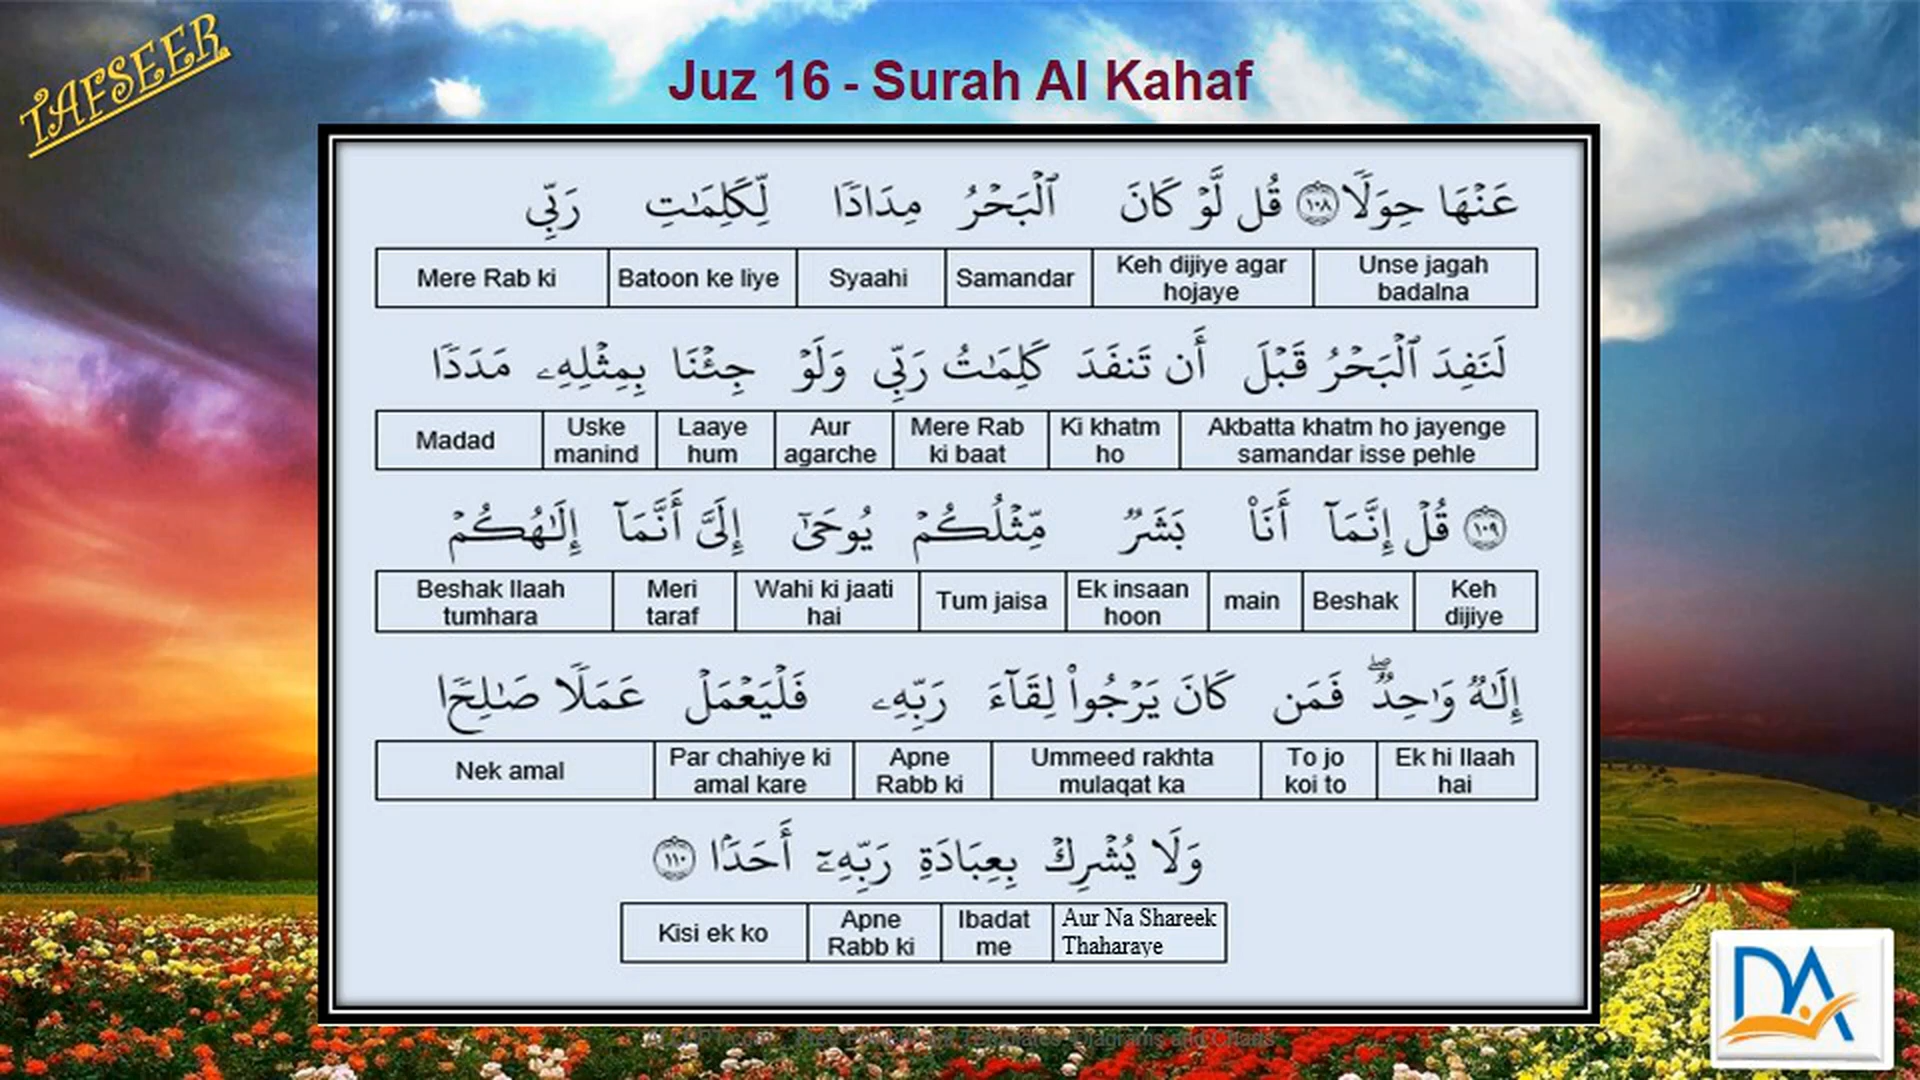 TAFSEER
Juz 16 - Surah Al Kahaf
عَنْهَا حِوَلًا ١٠٨ قُل لَّوْ كَانَ ٱلْبَحْرُ مِدَادًا لِّكَلِمَـٰتِ رَبِّى
Mere Rab ki Batoon ke liye Syaahi Samandar Keh dijiye agar hojaye Unse jagah badalna
لَنَفِدَ ٱلْبَحْرُ قَبْلَ أَن تَنفَدَ كَلِمَـٰتُ رَبِّى وَلَوْ جِئْنَا بِمِثْلِهِۦ مَدَدًا
Madad Uske manind Laaye hum Aur agarche Mere Rab ki baat Ki khatm ho Akbatta khatm ho jayenge samandar isse pehle
١٠٩ قُلْ إِنَّمَآ أَنَا۠ بَشَرٌ مِّثْلُكُمْ يُوحَىٰٓ إِلَىَّ أَنَّمَآ إِلَـٰهُكُمْ
Beshak Ilaah tumhara Meri taraf Wahi ki jaati hai Tum jaisa Ek insaan hoon main Beshak Keh dijiye
إِلَـٰهٌ وَٰحِدٌ ۖ فَمَن كَانَ يَرْجُوا۟ لِقَآءَ رَبِّهِۦ فَلْيَعْمَلْ عَمَلًا صَـٰلِحًا
Nek amal Par chahiye ki amal kare Apne Rabb ki Ummeed rakhta mulaqat ka To jo koi to Ek hi Ilaah hai
وَلَا يُشْرِكْ بِعِبَادَةِ رَبِّهِۦٓ أَحَدًۢا ١١٠
Kisi ek ko Apne Rabb ki Ibadat me Aur Na Shareek Thaharaye
DA